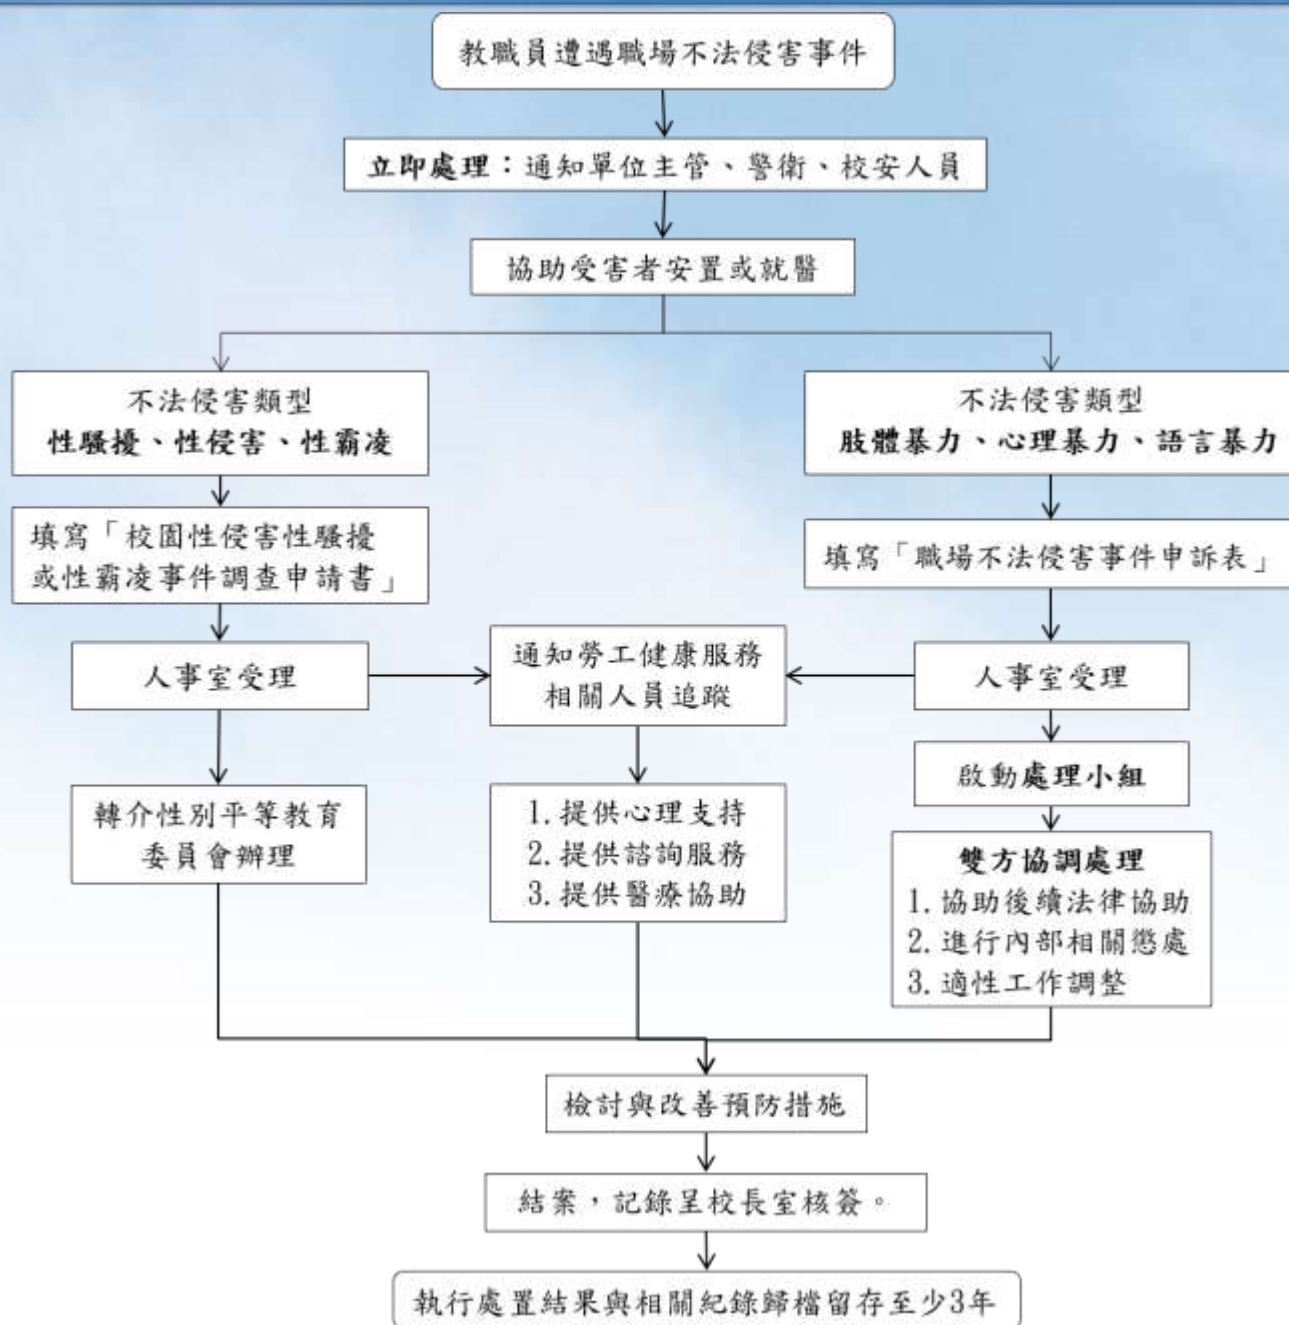 教職員遭遇職場不法侵害事件
立即處理：通知單位主管、警衛、校安人員
協助受害者安置或就醫
不法侵害類型
性騷擾、性侵害、性霸凌
填寫「校園性侵害性騷擾
或性霸凌事件調查申請書」
人事室受理
轉介性別平等教育
委員會辦理
通知勞工健康服務
相關人員追蹤
1.提供心理支持
2.提供諮詢服務
3.提供醫療協助
不法侵害類型
肢體暴力、心理暴力、語言暴力
填寫「職場不法侵害事件申訴表」
人事室受理
啟動處理小組
雙方協調處理
1.協助後續法律協助
2.進行內部相關懲處
3.適性工作調整
檢討與改善預防措施
結案，記錄呈校長室核簽。
執行處置結果與相關紀錄歸檔留存至少3年